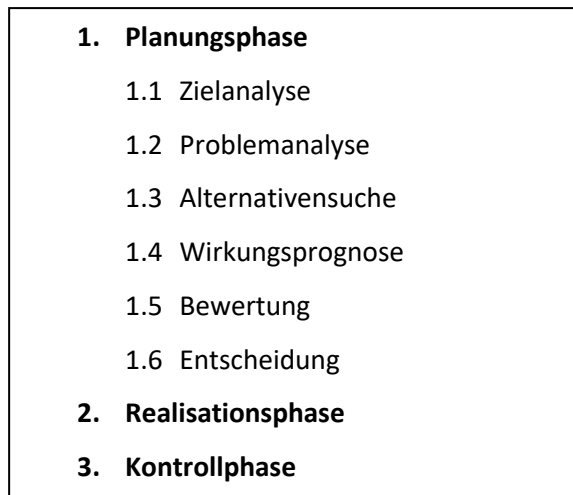 1. Planungsphase
1.1 Zielanalyse
1.2 Problemanalyse
1.3 Alternativensuche
1.4 Wirkungsprognose
1.5 Bewertung
1.6 Entscheidung
2. Realisationsphase
3. Kontrollphase